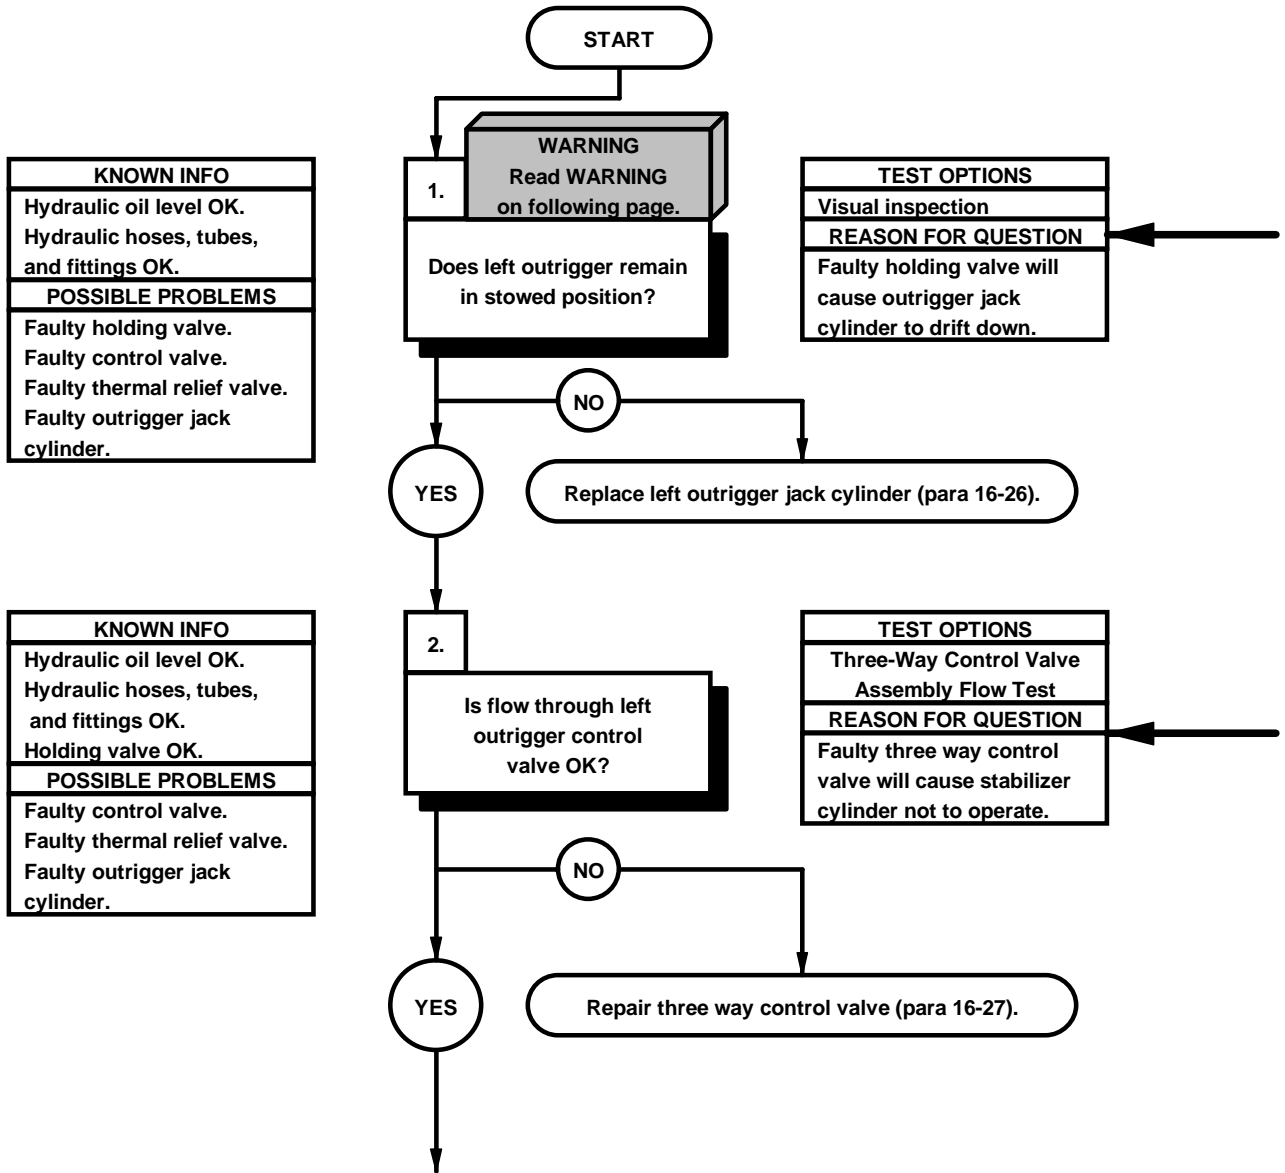 START
WARNING
Read WARNING
on following page.
1.
Does left outrigger remain
in stowed position?
KNOWN INFO
Hydraulic oil level OK.
Hydraulic hoses, tubes,
and fittings OK.
POSSIBLE PROBLEMS
Faulty holding valve.
Faulty control valve.
Faulty thermal relief valve.
Faulty outrigger jack
cylinder.
TEST OPTIONS
Visual inspection
REASON FOR QUESTION
Faulty holding valve will
cause outrigger jack
cylinder to drift down.
NO
YES
Replace left outrigger jack cylinder (para 16-26).
KNOWN INFO
Hydraulic oil level OK.
Hydraulic hoses, tubes,
and fittings OK.
Holding valve OK.
POSSIBLE PROBLEMS
Faulty control valve.
Faulty thermal relief valve.
Faulty outrigger jack
cylinder.
2.
Is flow through left
outrigger control
valve OK?
TEST OPTIONS
Three-Way Control Valve
Assembly Flow Test
REASON FOR QUESTION
Faulty three way control
valve will cause stabilizer
cylinder not to operate.
NO
YES
Repair three way control valve (para 16-27).